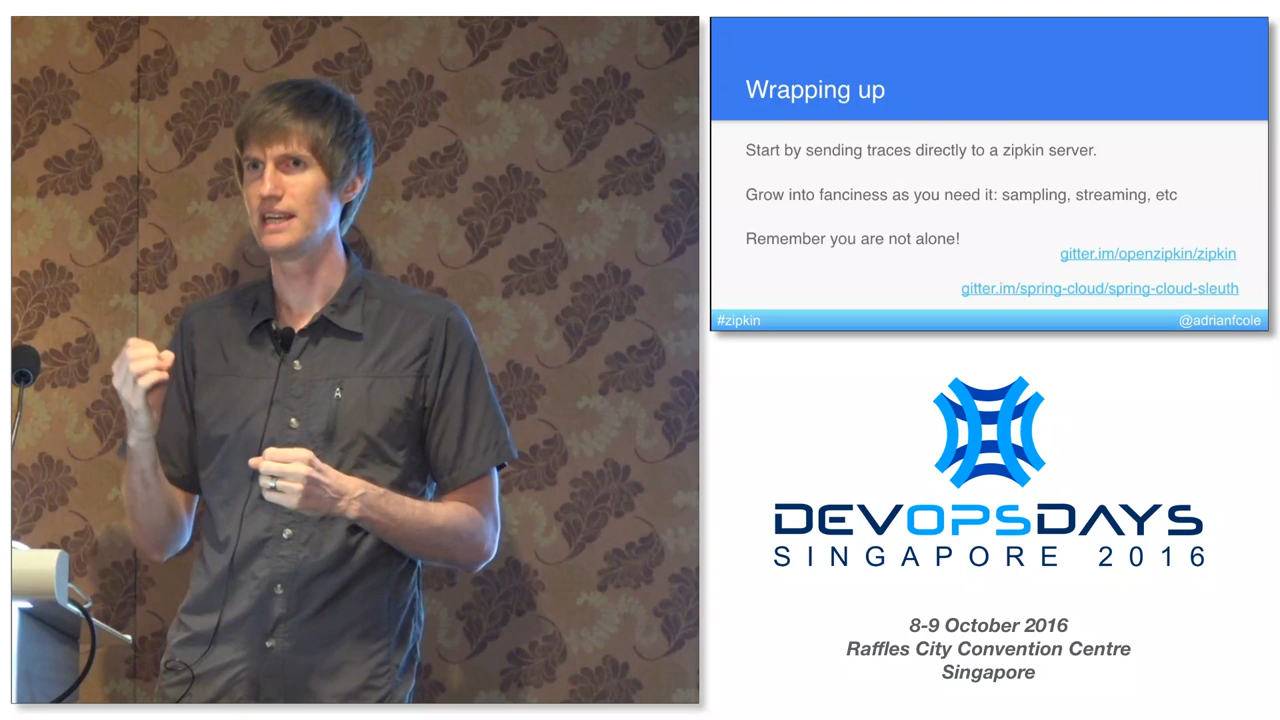 Wrapping up
Start by sending traces directly to a zipkin server.
Grow into fanciness as you need it: sampling, streaming, etc
Remember you are not alone!
gitter.im/openzipkin/zipkin
gitter.im/spring-cloud/spring-cloud-sleuth
#zipkin
@adrianfcole
DEVOPSDAYS
SINGAPORE 2016
8-9 October 2016
Raffles City Convention Centre
Singapore